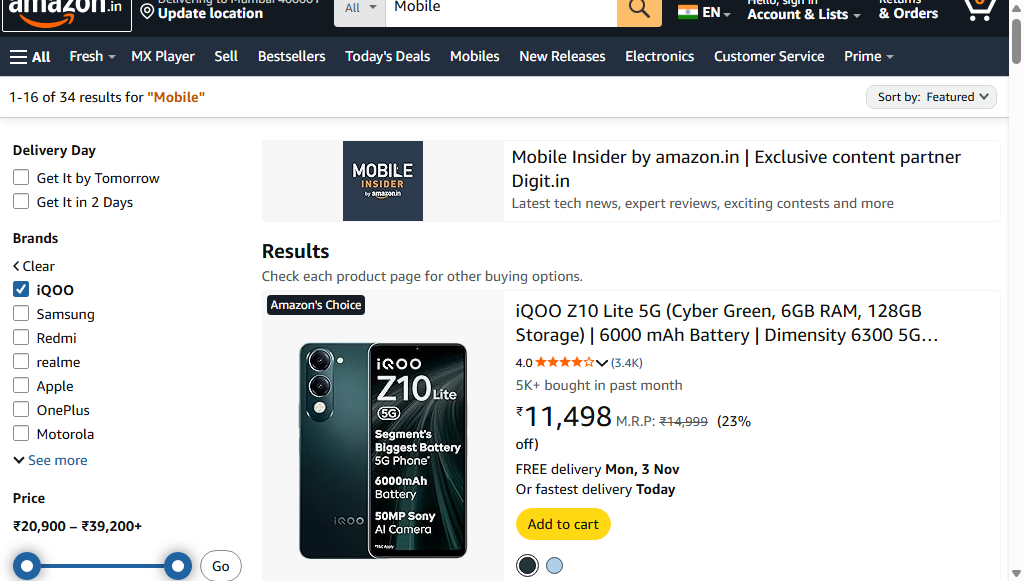 amazon.in
Delivering to Mumbai 400001
Update location
All
Mobile
EN
Hello, sign in
Account & Lists
Returns
& Orders
0
All
Fresh
MX Player
Sell
Bestsellers
Today's Deals
Mobiles
New Releases
Electronics
Customer Service
Prime
1-16 of 34 results for "Mobile"
Sort by: Featured
Delivery Day
Get It by Tomorrow
Get It in 2 Days
Brands
Clear
iQOO
Samsung
Redmi
realme
Apple
OnePlus
Motorola
See more
Price
₹20,900 – ₹39,200+
Go
MOBILE
INSIDER
by amazon.in
Mobile Insider by amazon.in | Exclusive content partner
Digit.in
Latest tech news, expert reviews, exciting contests and more
Results
Check each product page for other buying options.
Amazon's Choice
iQOO
Z10 Lite
5G
Segment's
Biggest Battery
5G Phone*
6000mAh
Battery
50MP Sony
AI Camera
*T&C Apply
iQOO
iQOO Z10 Lite 5G (Cyber Green, 6GB RAM, 128GB
Storage) | 6000 mAh Battery | Dimensity 6300 5G…
4.0 (3.4K)
5K+ bought in past month
₹11,498 M.R.P: ₹14,999 (23%
off)
FREE delivery Mon, 3 Nov
Or fastest delivery Today
Add to cart